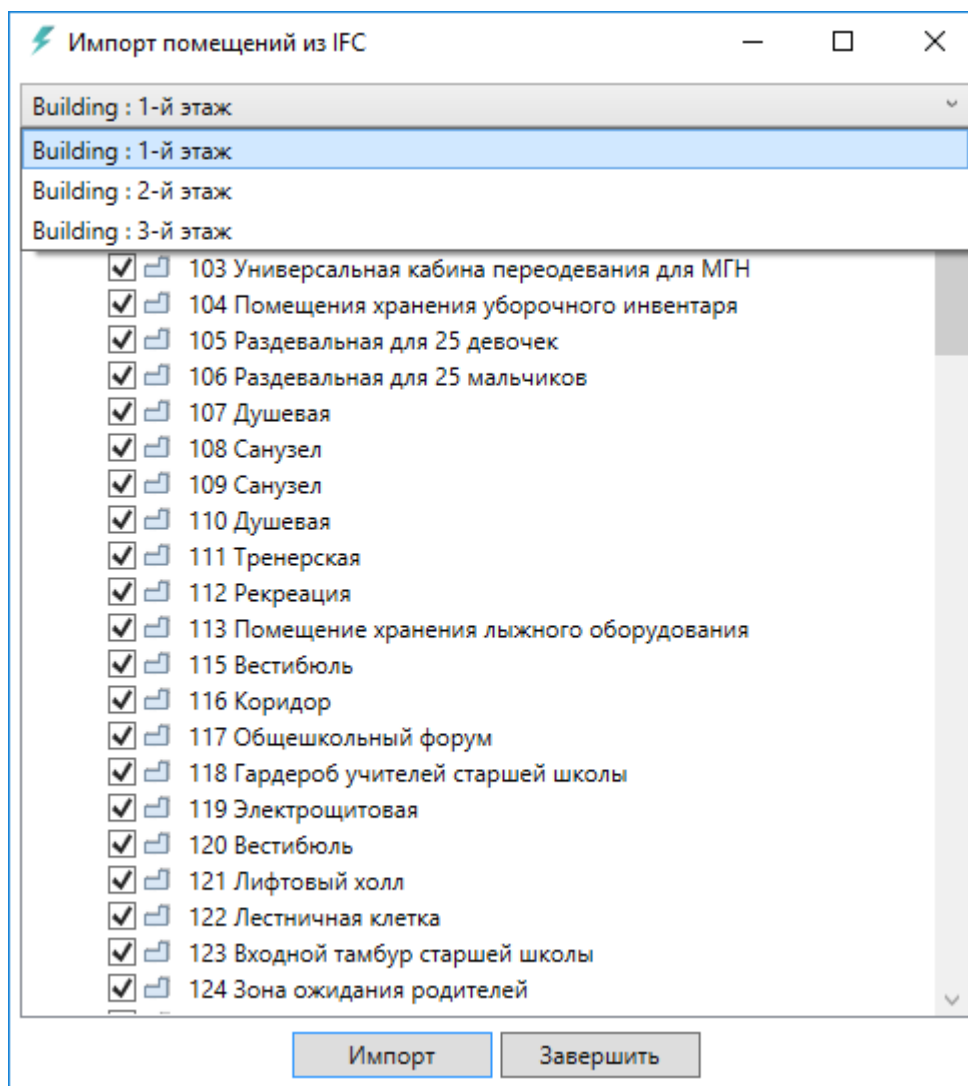 Импорт помещений из IFC
Building : 1-й этаж
Building : 1-й этаж
Building : 2-й этаж
Building : 3-й этаж
103 Универсальная кабина переодевания для МГН
104 Помещения хранения уборочного инвентаря
105 Раздевальная для 25 девочек
106 Раздевальная для 25 мальчиков
107 Душевая
108 Санузел
109 Санузел
110 Душевая
111 Тренерская
112 Рекреация
113 Помещение хранения лыжного оборудования
115 Вестибюль
116 Коридор
117 Общешкольный форум
118 Гардероб учителей старшей школы
119 Электрощитовая
120 Вестибюль
121 Лифтовый холл
122 Лестничная клетка
123 Входной тамбур старшей школы
124 Зона ожидания родителей
Импорт
Завершить